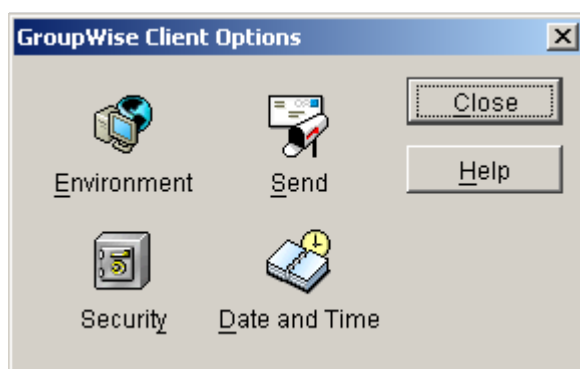 GroupWise Client Options
Close
Environment Send
Help
Security Date and Time